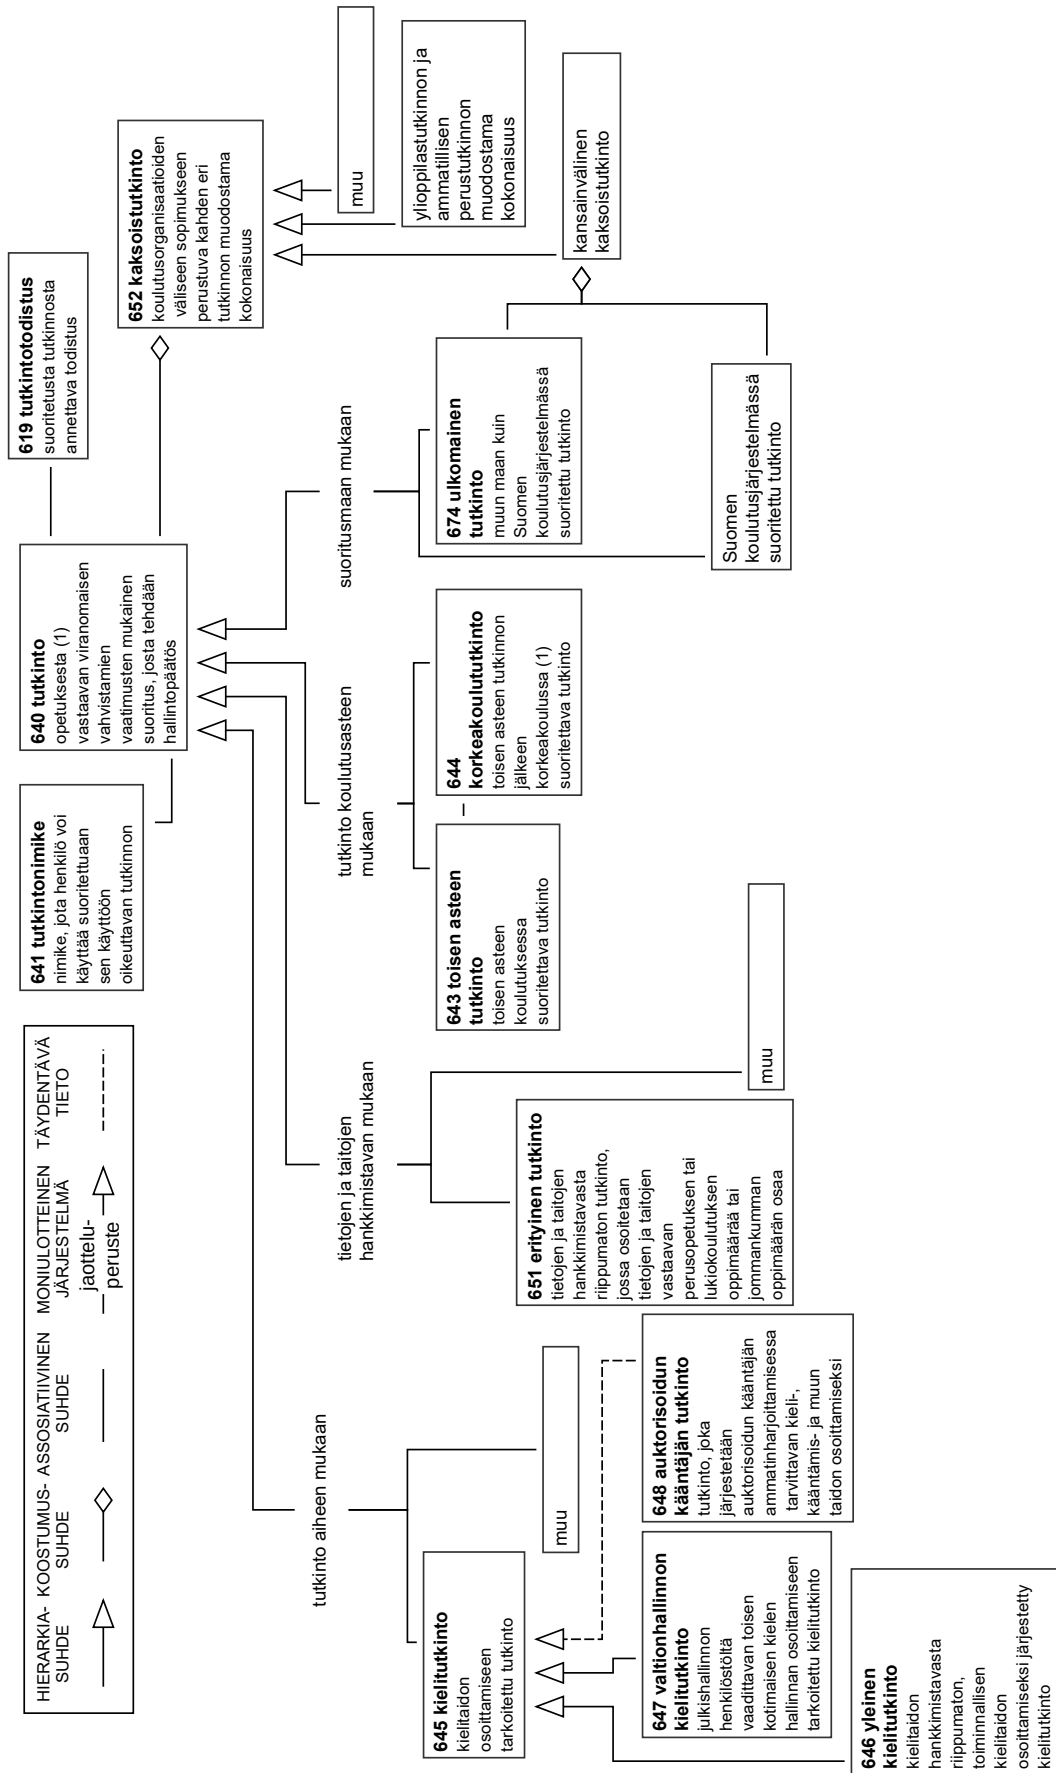 HIERARKIA-
SUHDE
KOOSTUMUS-
SUHDE
ASSOSIATIIVINEN
SUHDE
MONIULOTTEINEN
JÄRJESTELMÄ
jaottelu-
peruste
TÄYDENTÄVÄ
TIETO
641 tutkintonimike
nimike, jota henkilö voi
käyttää suoritettuaan
sen käyttöön
oikeuttavan tutkinnon
640 tutkinto
opetuksesta (1)
vastaavan viranomaisen
vahvistamien
vaatimusten mukainen
suoritus, josta tehdään
hallintopäätös
619 tutkintotodistus
suoritetusta tutkinnosta
annettava todistus
652 kaksoistutkinto
koulutusorganisaatioiden
väliseen sopimukseen
perustuva kahden eri
tutkinnon muodostama
kokonaisuus
tutkinto aiheen mukaan
tietojen ja taitojen
hankkimistavan mukaan
tutkinto koulutusasteen
mukaan
suoritusmaan mukaan
muu
ylioppilastutkinnon ja
ammatillisen
perustutkinnon
muodostama
kokonaisuus
kansainvälinen
kaksoistutkinto
645 kielitutkinto
kielitaidon
osoittamiseen
tarkoitettu tutkinto
muu
651 erityinen tutkinto
tietojen ja taitojen
hankkimistavasta
riippumaton tutkinto,
jossa osoitetaan
tietojen ja taitojen
vastaavan
perusopetuksen tai
lukiokoulutuksen
oppimäärää tai
jommankumman
oppimäärän osaa
muu
643 toisen asteen
tutkinto
toisen asteen
koulutuksessa
suoritettava tutkinto
644
korkeakoulututkinto
toisen asteen tutkinnon
jälkeen
korkeakoulussa (1)
suoritettava tutkinto
674 ulkomainen
tutkinto
muun maan kuin
Suomen
koulutusjärjestelmässä
suoritettu tutkinto
Suomen
koulutusjärjestelmässä
suoritettu tutkinto
647 valtionhallinnon
kielitutkinto
julkishallinnon
henkilöstöltä
vaadittavan toisen
kotimaisen kielen
hallinnan osoittamiseen
tarkoitettu kielitutkinto
648 auktorisoidun
kääntäjän tutkinto
tutkinto, joka
järjestetään
auktorisoidun kääntäjän
ammatinharjoittamisessa
tarvittavan kieli-,
kääntämis- ja muun
taidon osoittamiseksi
646 yleinen
kielitutkinto
kielitaidon
hankkimistavasta
riippumaton,
toiminnallisen
kielitaidon
osoittamiseksi järjestetty
kielitutkinto